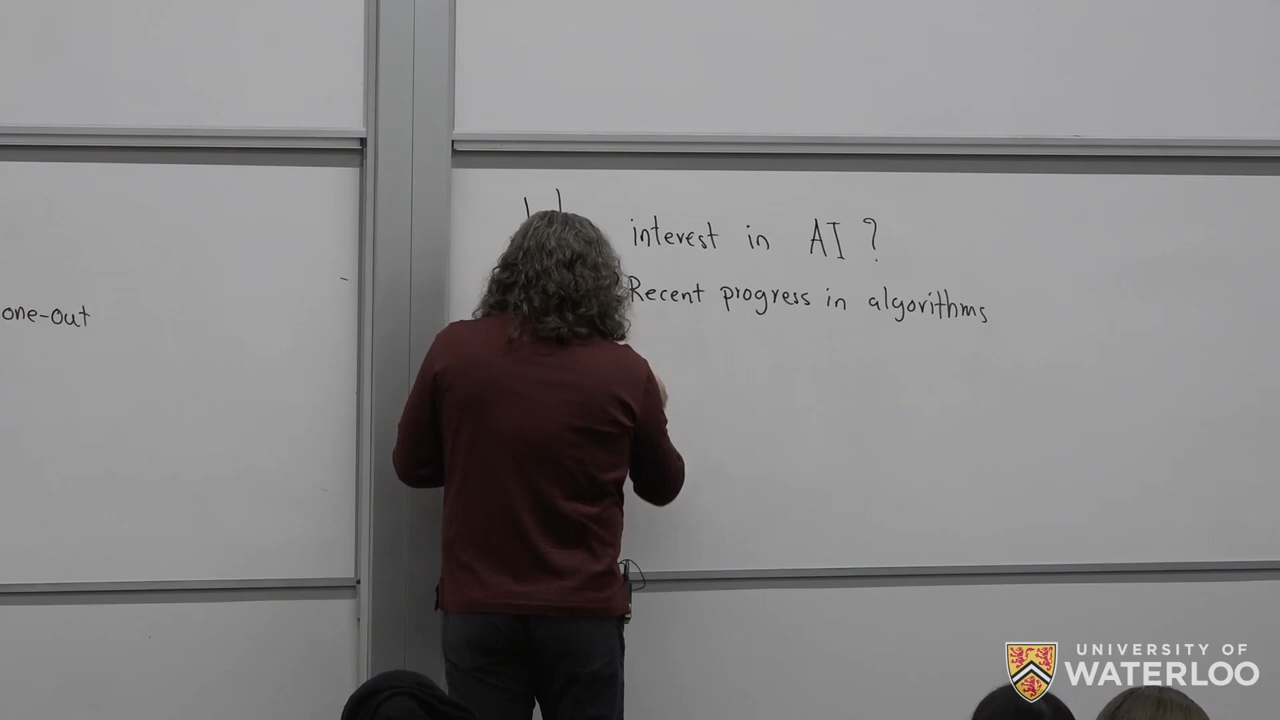 one-out
interest in AI?
Recent progress in algorithms
UNIVERSITY OF
WATERLOO